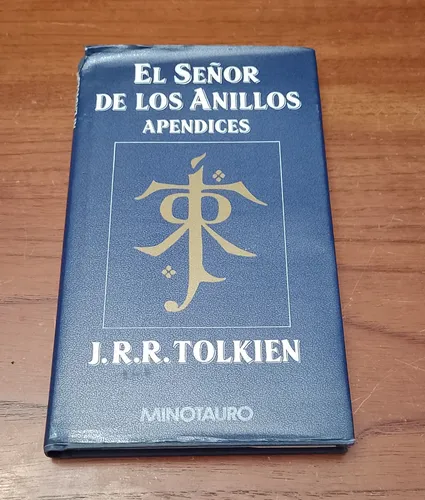 EL SEÑOR
DE LOS ANILLOS
APENDICES
J.R.R. TOLKIEN
MINOTAURO